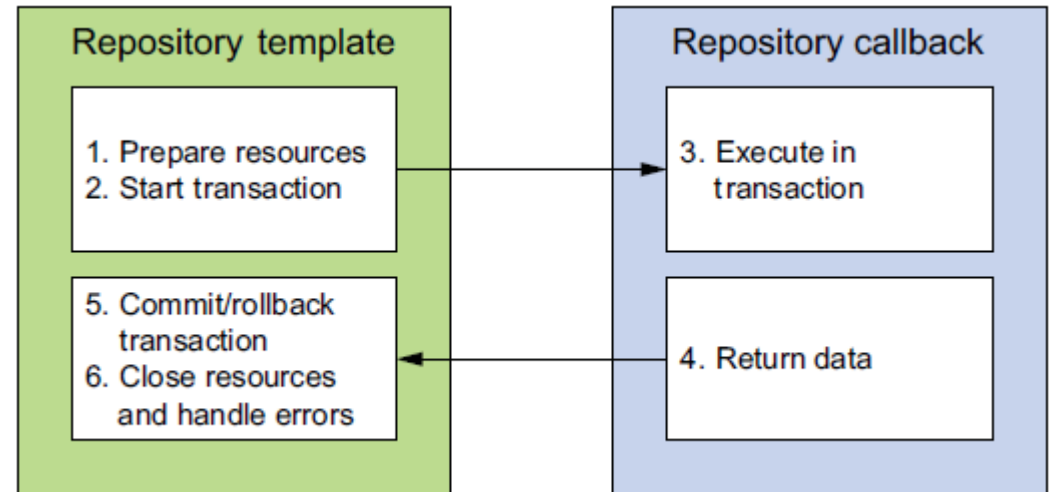 Repository template
1. Prepare resources
2. Start transaction
5. Commit/rollback
transaction
6. Close resources
and handle errors
Repository callback
3. Execute in
transaction
4. Return data